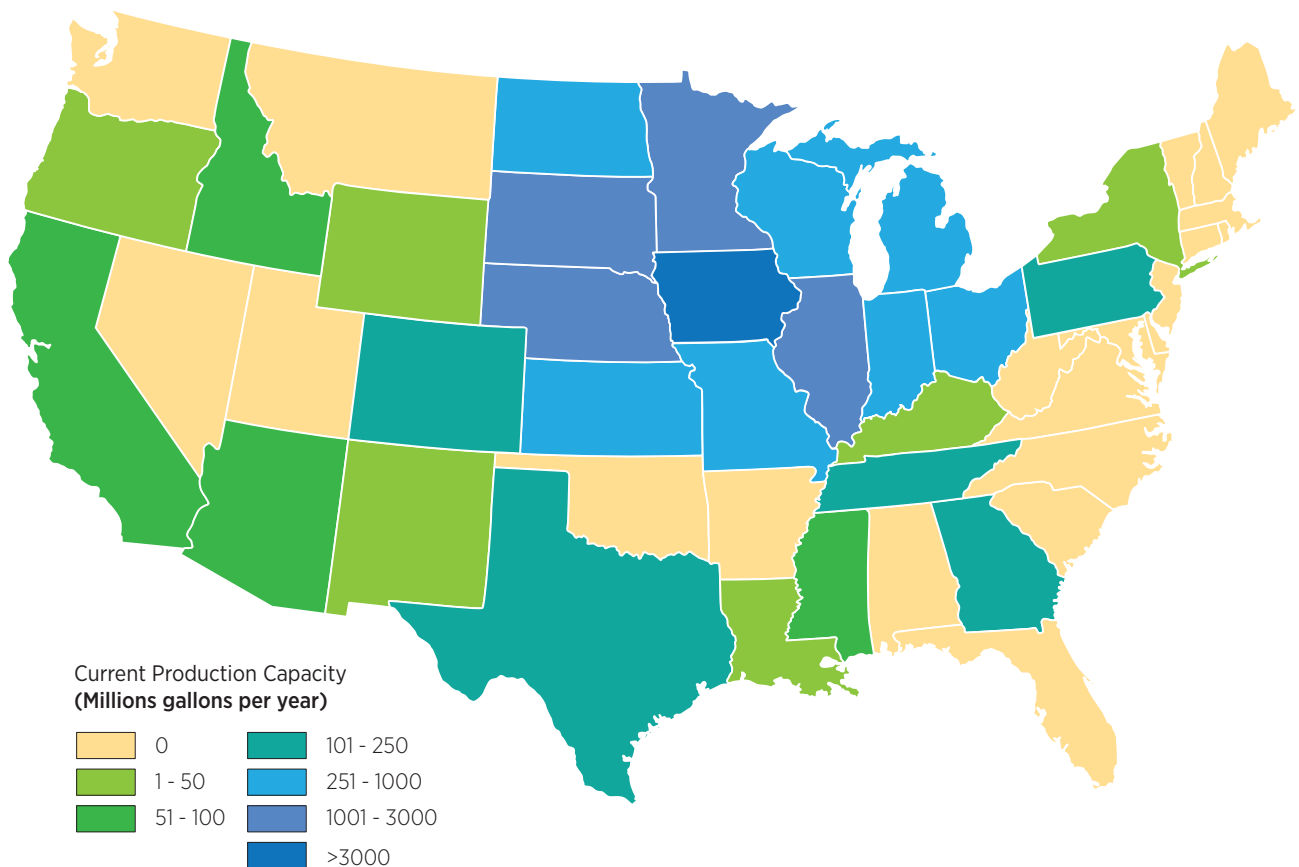 Current Production Capacity
(Millions gallons per year)
0
1 - 50
51 - 100
101 - 250
251 - 1000
1001 - 3000
>3000